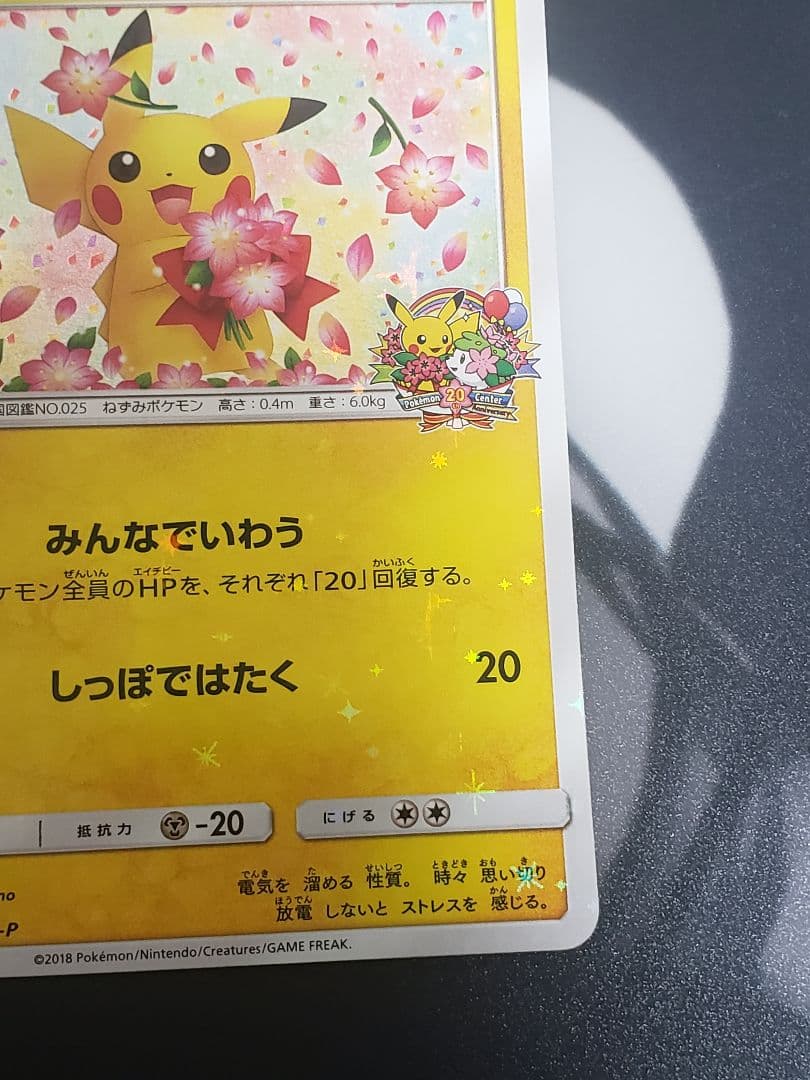 国図鑑NO.025 ねずみポケモン 高さ:0.4m 重さ:6.0kg
Pokémon 20th Center
Anniversary
みんなでいわう
ケモン全員のHPを、それぞれ「20」回復する。
しっぽではたく 20
抵抗力 -20 にげる
電気を 溜める 性質。 時々 思い切り
放電 しないと ストレスを 感じる。
no
-P
©2018 Pokémon/Nintendo/Creatures/GAME FREAK.